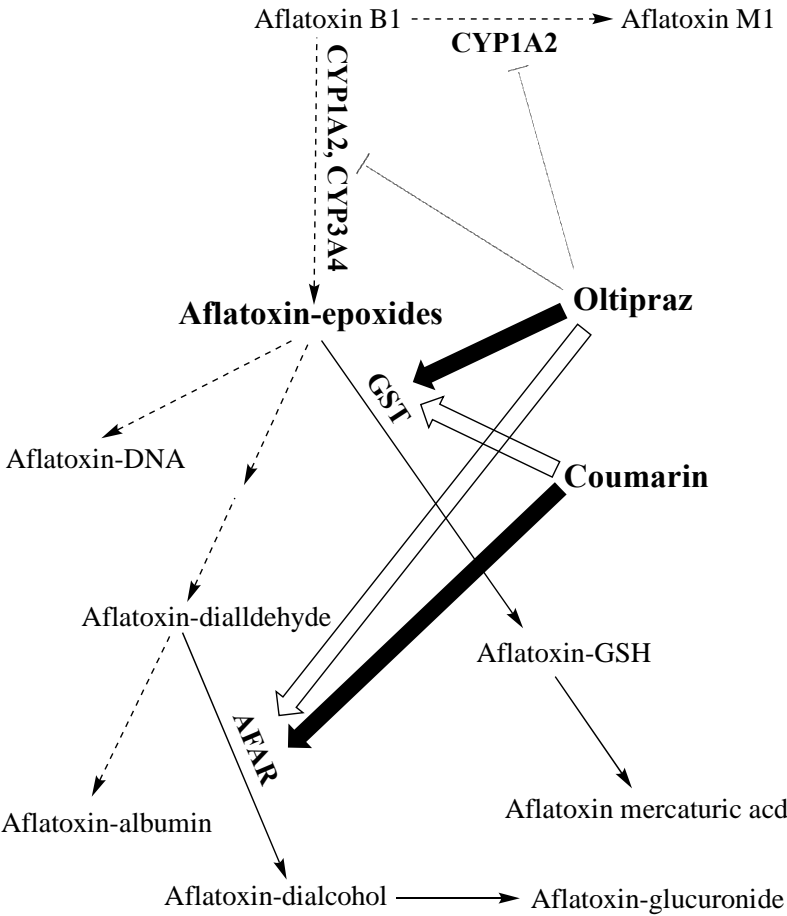 Aflatoxin B1
Aflatoxin M1
CYP1A2
CYP1A2, CYP3A4
Oltipraz
Aflatoxin-epoxides
GST
Aflatoxin-DNA
Coumarin
Aflatoxin-dialldehyde
Aflatoxin-GSH
AFAR
Aflatoxin-albumin
Aflatoxin mercaturic acd
Aflatoxin-dialcohol
Aflatoxin-glucuronide